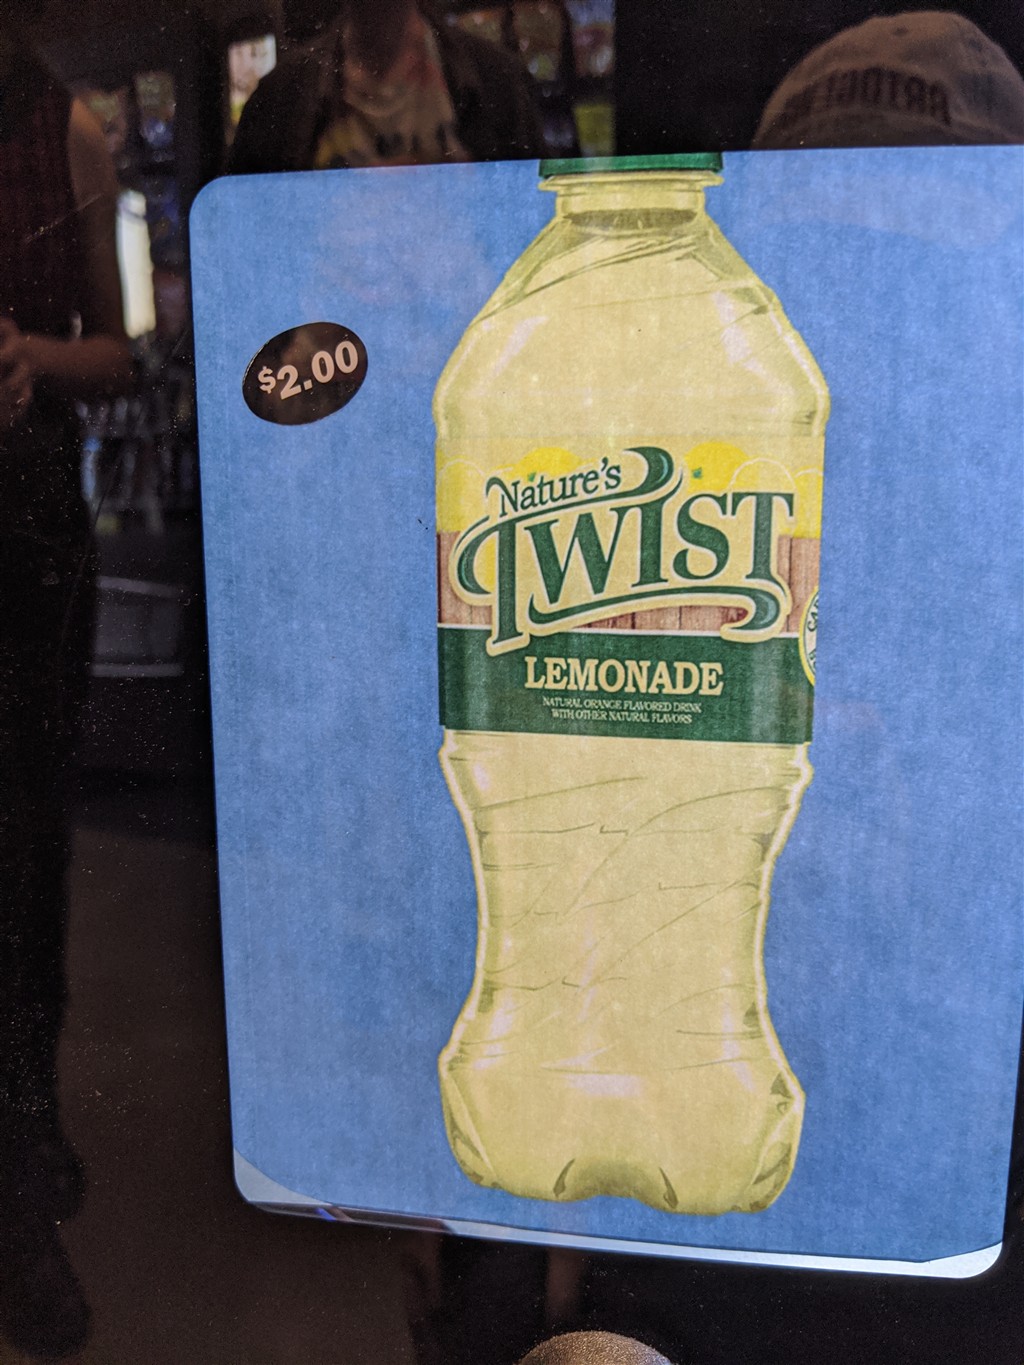 $2.00
Nature's
TWIST
LEMONADE
NATURAL ORANGE FLAVORED DRINK
WITH OTHER NATURAL FLAVORS